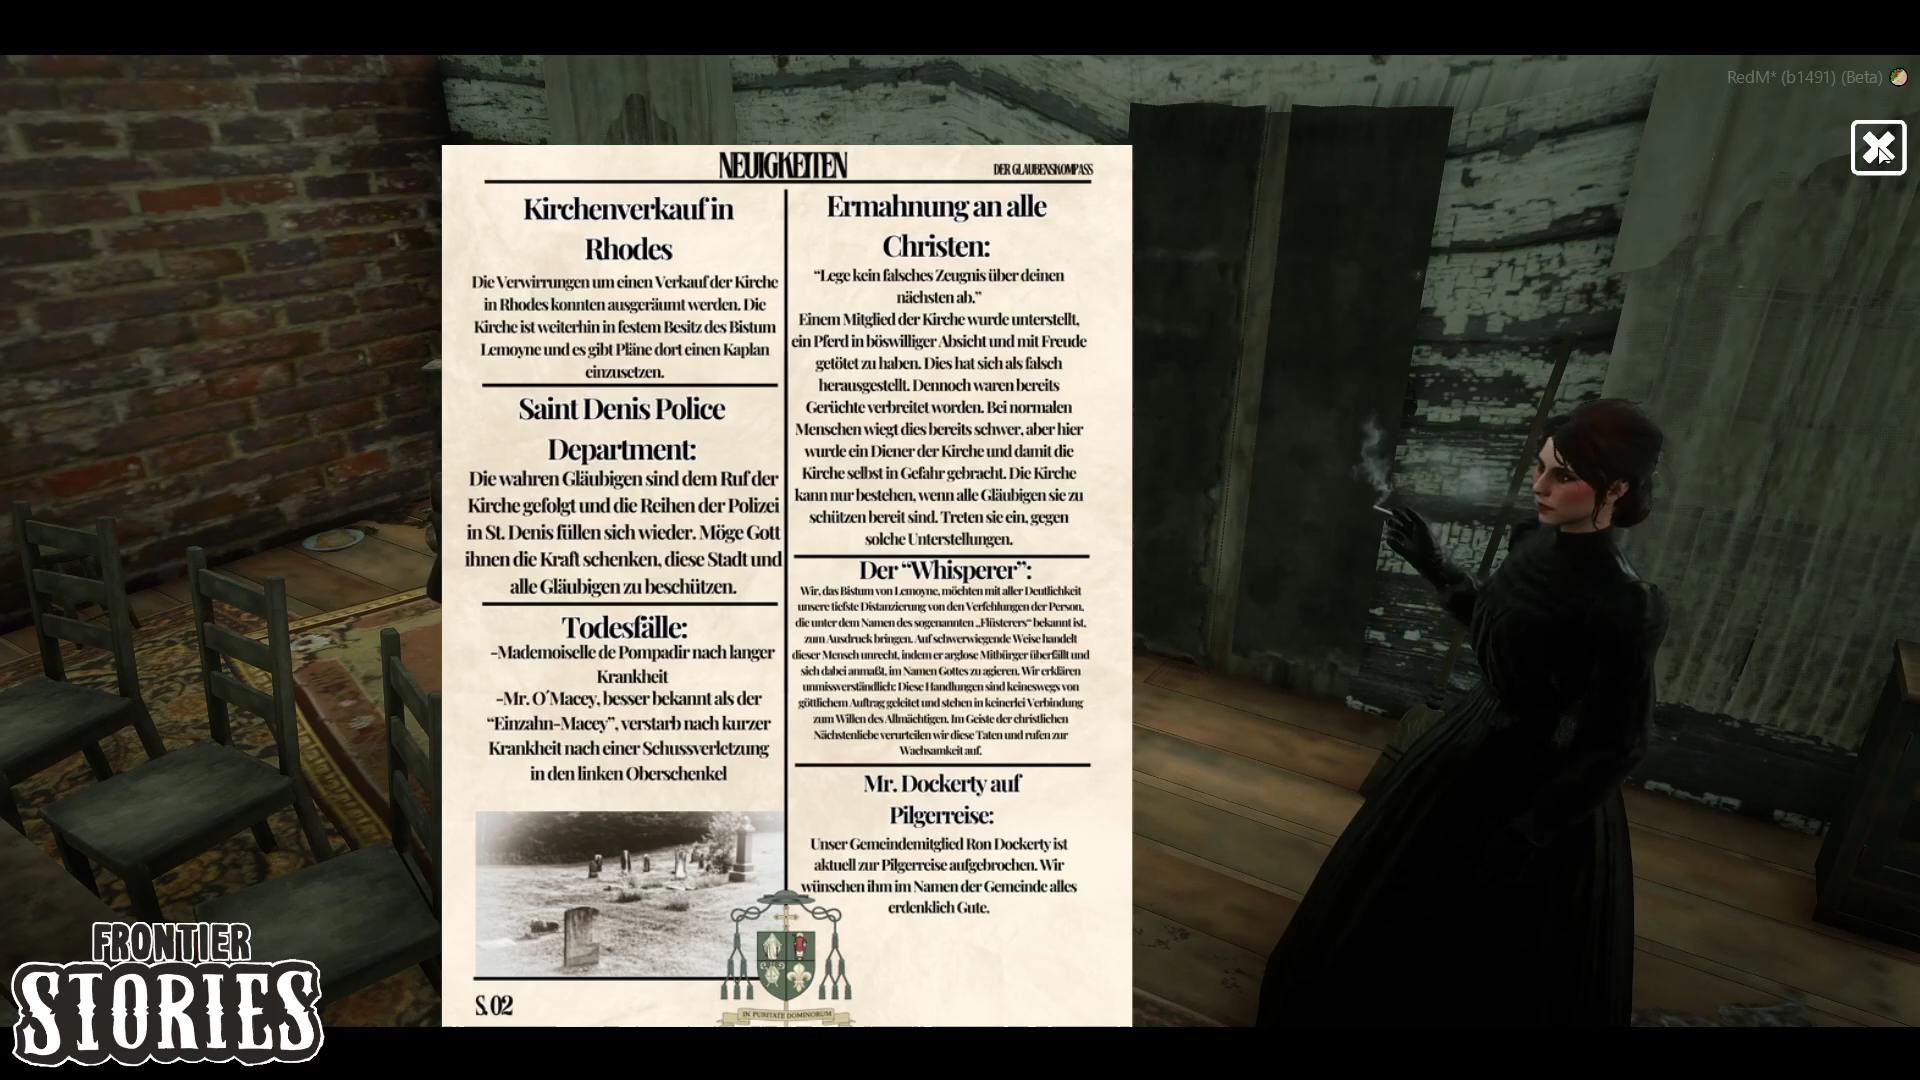 RedM* (b1491) (Beta)
NEUIGKEITEN
DER GLAUBENSKOMPASS
Kirchenverkauf in
Rhodes
Die Verwirrungen um einen Verkauf der Kirche
in Rhodes konnten ausgeräumt werden. Die
Kirche ist weiterhin in festem Besitz des Bistum
Lemoyne und es gibt Pläne dort einen Kaplan
einzusetzen.
Saint Denis Police
Department:
Die wahren Gläubigen sind dem Ruf der
Kirche gefolgt und die Reihen der Polizei
in St. Denis füllen sich wieder. Möge Gott
ihnen die Kraft schenken, diese Stadt und
alle Gläubigen zu beschützen.
Todesfälle:
-Mademoiselle de Pompadir nach langer
Krankheit
-Mr. O´Macey, besser bekannt als der
“Einzahn-Macey”, verstarb nach kurzer
Krankheit nach einer Schussverletzung
in den linken Oberschenkel
S. 02
Ermahnung an alle
Christen:
“Lege kein falsches Zeugnis über deinen
nächsten ab.”
Einem Mitglied der Kirche wurde unterstellt,
ein Pferd in böswilliger Absicht und mit Freude
getötet zu haben. Dies hat sich als falsch
herausgestellt. Dennoch waren bereits
Gerüchte verbreitet worden. Bei normalen
Menschen wiegt dies bereits schwer, aber hier
wurde ein Diener der Kirche und damit die
Kirche selbst in Gefahr gebracht. Die Kirche
kann nur bestehen, wenn alle Gläubigen sie zu
schützen bereit sind. Treten sie ein, gegen
solche Unterstellungen.
Der “Whisperer”:
Wir, das Bistum von Lemoyne, möchten mit aller Deutlichkeit
unsere tiefste Distanzierung von den Verfehlungen der Person,
die unter dem Namen des sogenannten „Flüsterers“ bekannt ist,
zum Ausdruck bringen. Auf schwerwiegende Weise handelt
dieser Mensch unrecht, indem er arglose Mitbürger überfällt und
sich dabei anmaßt, im Namen Gottes zu agieren. Wir erklären
unmissverständlich: Diese Handlungen sind keineswegs von
göttlichem Auftrag geleitet und stehen in keinerlei Verbindung
zum Willen des Allmächtigen. Im Geiste der christlichen
Nächstenliebe verurteilen wir diese Taten und rufen zur
Wachsamkeit auf.
Mr. Dockerty auf
Pilgerreise:
Unser Gemeindemitglied Ron Dockerty ist
aktuell zur Pilgerreise aufgebrochen. Wir
wünschen ihm im Namen der Gemeinde alles
erdenklich Gute.
IN PURITATE DOMINORUM
FRONTIER
STORIES